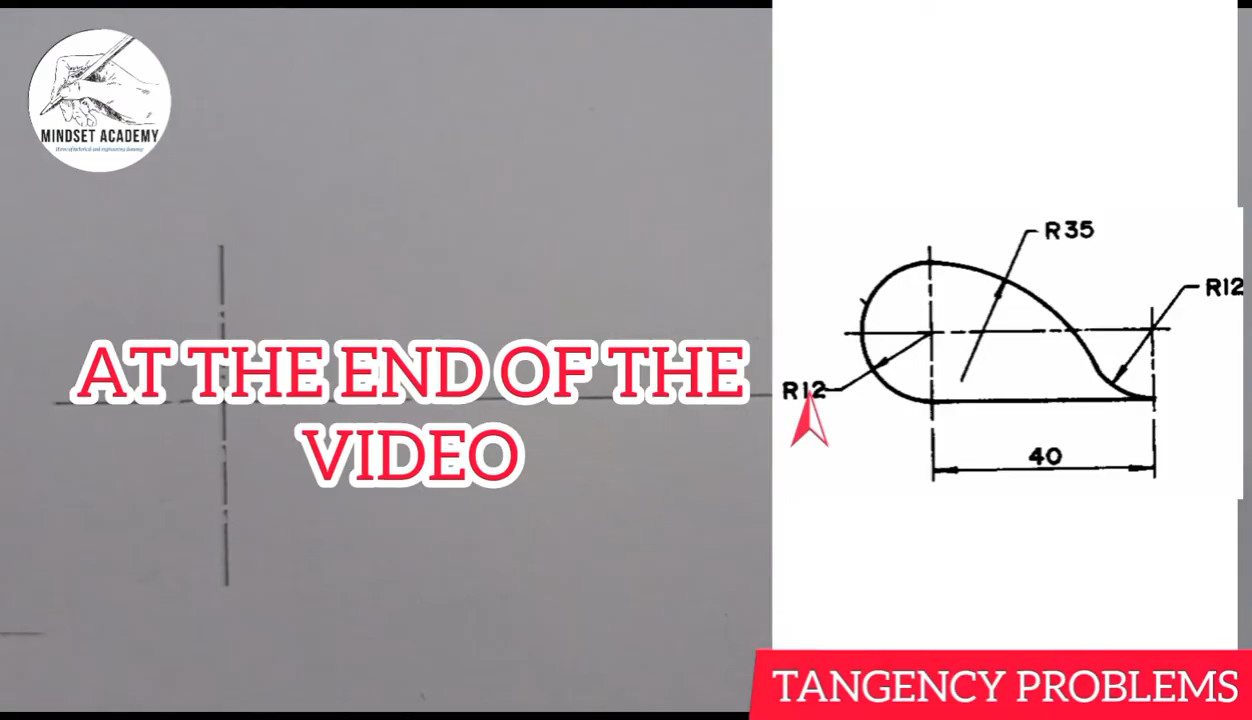 MINDSET ACADEMY
AT THE END OF THE
VIDEO
R35
R12
R12
40
TANGENCY PROBLEMS